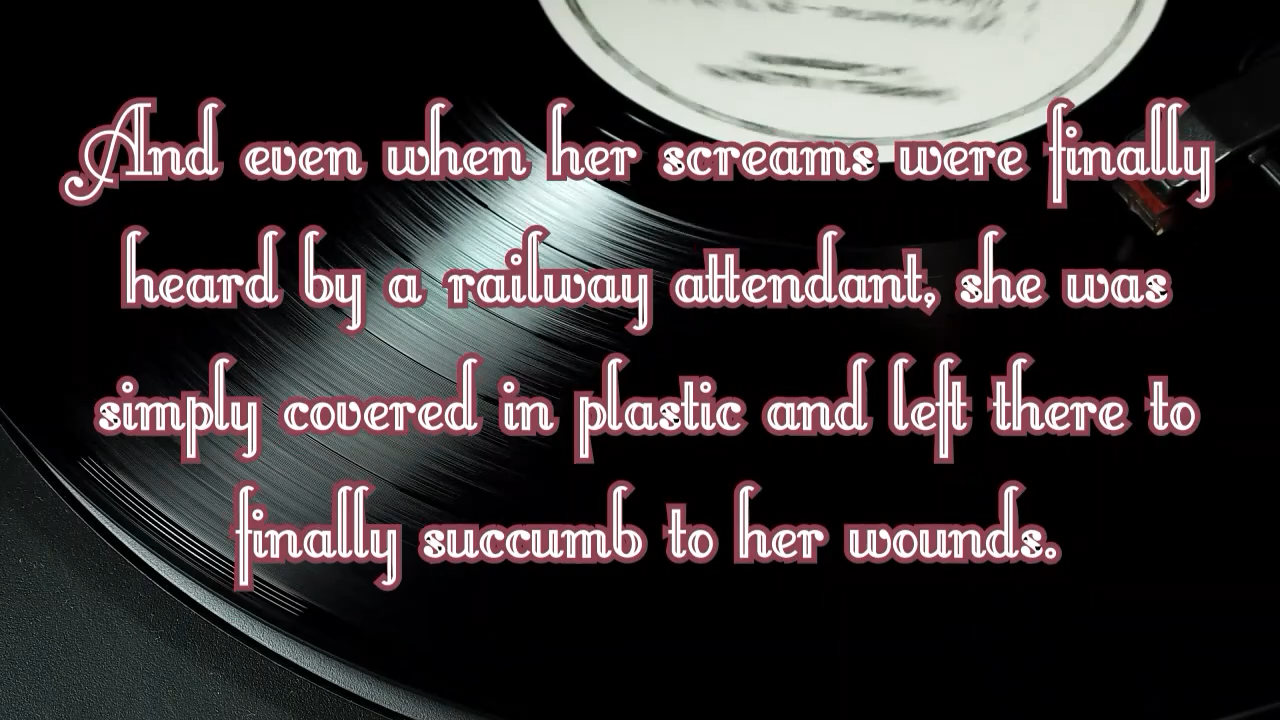 And even when her screams were finally
heard by a railway attendant, she was
simply covered in plastic and left there to
finally succumb to her wounds.